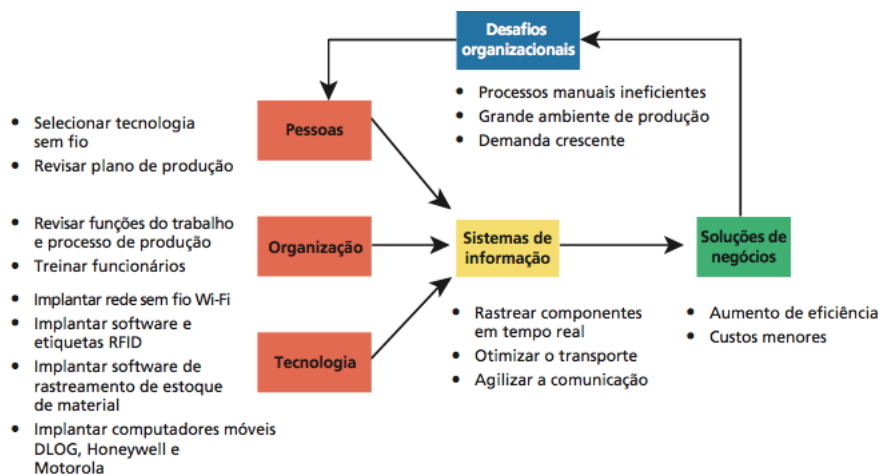 Desafios
organizacionais
• Processos manuais ineficientes
• Grande ambiente de produção
• Demanda crescente
Pessoas
• Selecionar tecnologia
sem fio
• Revisar plano de produção
Organização
• Revisar funções do trabalho
e processo de produção
• Treinar funcionários
Tecnologia
• Implantar rede sem fio Wi-Fi
• Implantar software e
etiquetas RFID
• Implantar software de
rastreamento de estoque
de material
• Implantar computadores móveis
DLOG, Honeywell e
Motorola
Sistemas de
informação
• Rastrear componentes
em tempo real
• Otimizar o transporte
• Agilizar a comunicação
Soluções de
negócios
• Aumento de eficiência
• Custos menores